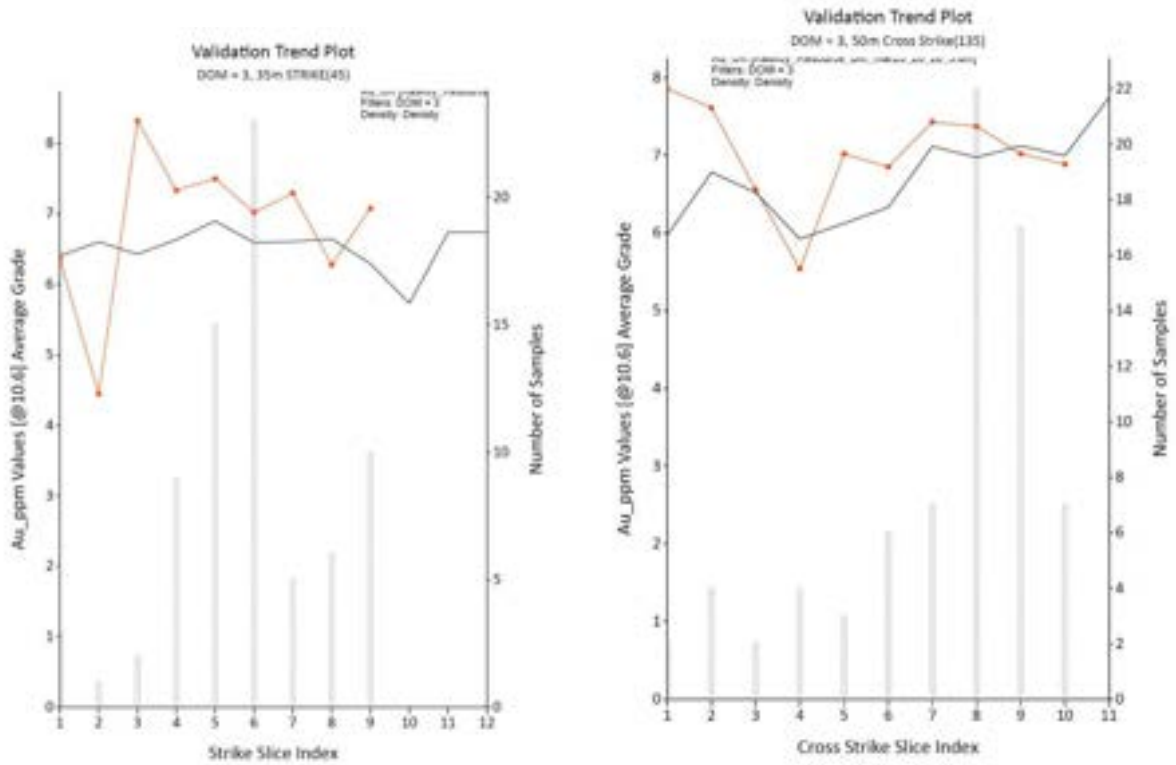 Validation Trend Plot
DOM = 3, 35m STRIKE(45)
Filters: DOM = 3
Density: Density
8
7
6
5
4
3
2
1
0
20
15
10
5
0
1 2 3 4 5 6 7 8 9 10 11 12
Au_ppm Values [@10.6] Average Grade
Number of Samples
Strike Slice Index
Validation Trend Plot
DOM = 3, 50m Cross Strike(135)
Filters: DOM = 3
Density: Density
8
7
6
5
4
3
2
1
0
22
20
18
16
14
12
10
8
6
4
2
0
1 2 3 4 5 6 7 8 9 10 11
Au_ppm Values [@10.6] Average Grade
Number of Samples
Cross Strike Slice Index